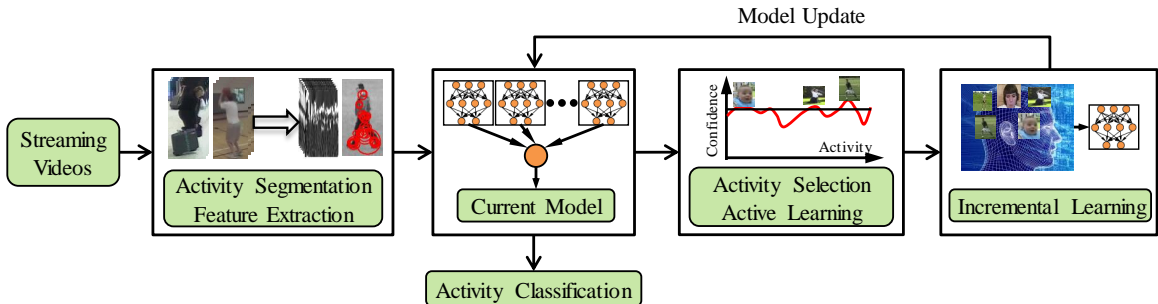 Model Update
Streaming
Videos
Activity Segmentation
Feature Extraction
Current Model
Confidence
Activity
Activity Selection
Active Learning
Incremental Learning
Activity Classification